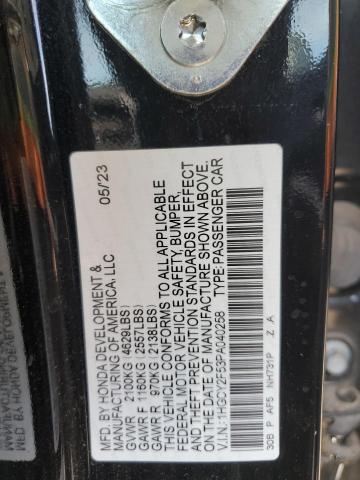 MFD. BY HONDA DEVELOPMENT & 05/23
MANUFACTURING OF AMERICA, LLC
GVWR 2100KG (4629LBS)
GAWR F 1150KG (2557LBS)
GAWR R 970KG (2138LBS)
THIS VEHICLE CONFORMS TO ALL APPLICABLE
FEDERAL MOTOR VEHICLE SAFETY, BUMPER,
AND THEFT PREVENTION STANDARDS IN EFFECT
ON THE DATE OF MANUFACTURE SHOWN ABOVE.
V.I.N.: 1HGCY2F53PA040258 TYPE: PASSENGER CAR
30B P AF5 NH731P Z A